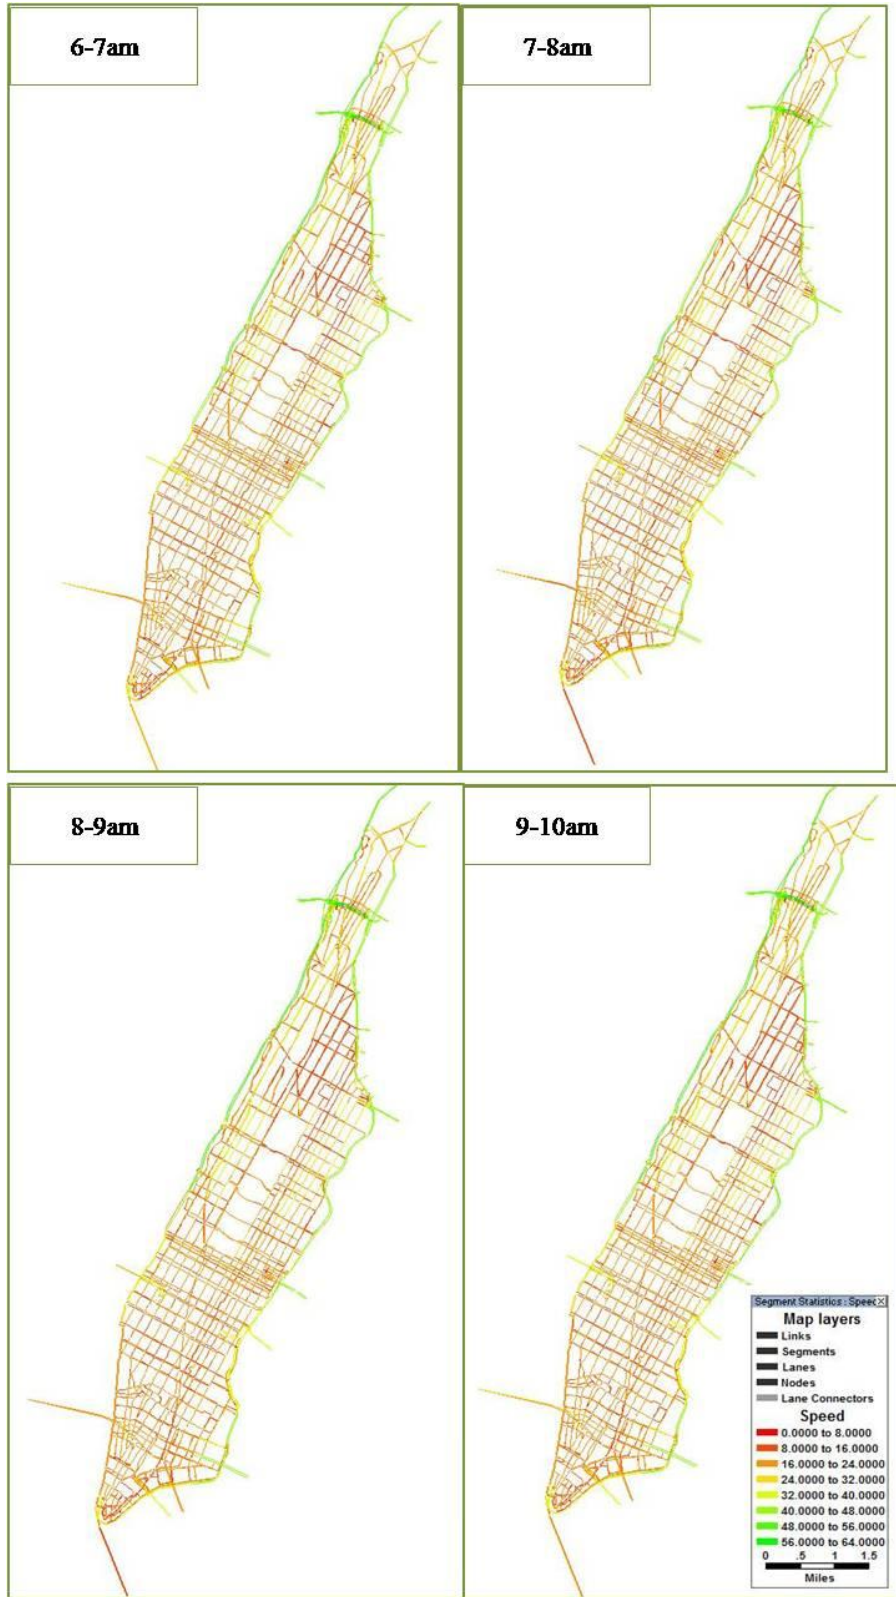 6-7am
7-8am
8-9am
9-10am
Segment Statistics : Speed
Map layers
Links
Segments
Lanes
Nodes
Lane Connectors
Speed
0.0000 to 8.0000
8.0000 to 16.0000
16.0000 to 24.0000
24.0000 to 32.0000
32.0000 to 40.0000
40.0000 to 48.0000
48.0000 to 56.0000
56.0000 to 64.0000
0 .5 1 1.5
Miles